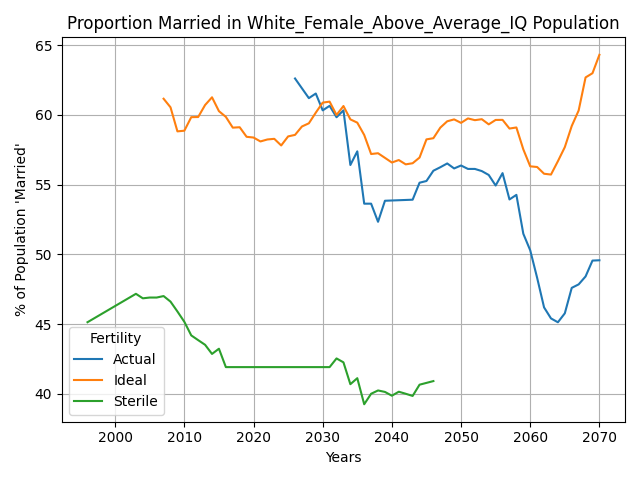 Proportion Married in White_Female_Above_Average_IQ Population
% of Population 'Married'
65
60
55
50
45
40
Fertility
Actual
Ideal
Sterile
2000 2010 2020 2030 2040 2050 2060 2070
Years